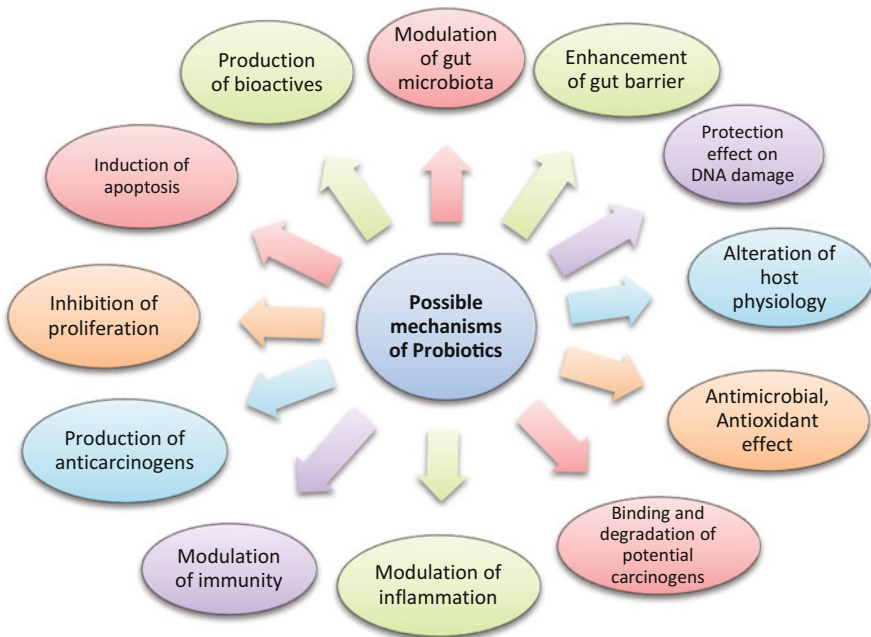 Modulation
of gut
microbiota
Enhancement
of gut barrier
Protection
effect on
DNA damage
Alteration of
host
physiology
Antimicrobial,
Antioxidant
effect
Binding and
degradation of
potential
carcinogens
Modulation of
inflammation
Modulation
of immunity
Production of
anticarcinogens
Inhibition of
proliferation
Induction of
apoptosis
Production
of bioactives
Possible
mechanisms
of Probiotics